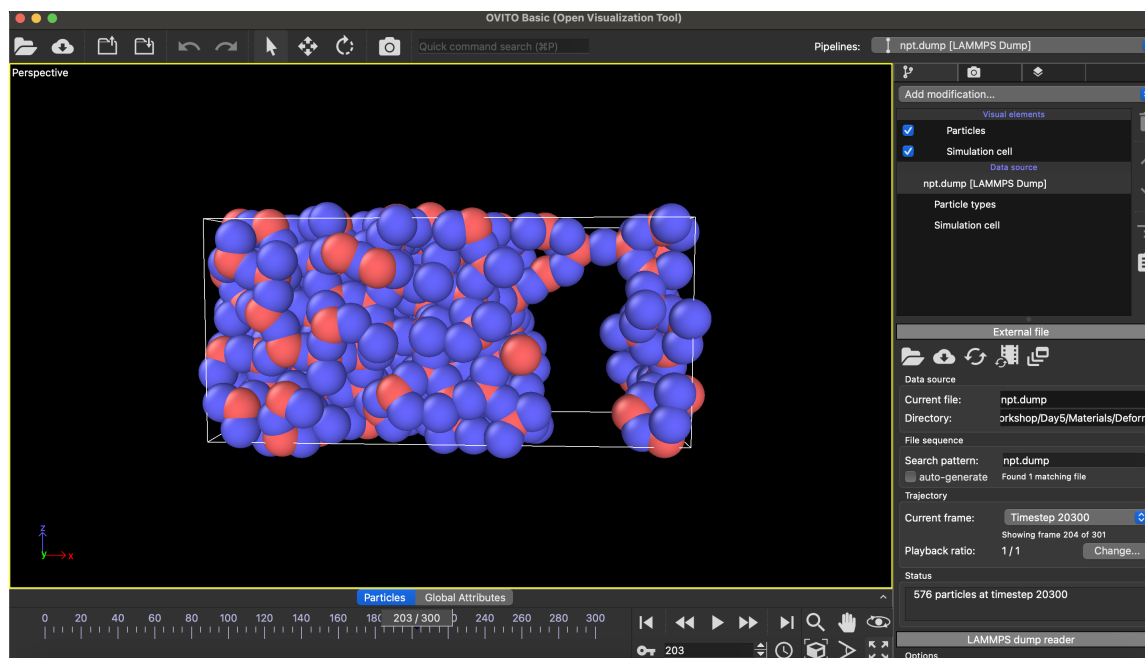 OVITO Basic (Open Visualization Tool)
Quick command search (⌘P)
Pipelines:
npt.dump [LAMMPS Dump]
Perspective
Add modification...
Visual elements
Particles
Simulation cell
Data source
npt.dump [LAMMPS Dump]
Particle types
Simulation cell
External file
Data source
Current file: npt.dump
Directory: orkshop/Day5/Materials/Deform
File sequence
Search pattern: npt.dump
auto-generate Found 1 matching file
Trajectory
Current frame: Timestep 20300
Showing frame 204 of 301
Playback ratio: 1 / 1 Change...
Status
576 particles at timestep 20300
LAMMPS dump reader
Options
z
y x
Particles Global Attributes
0 20 40 60 80 100 120 140 160 203 / 300 240 260 280 300
203